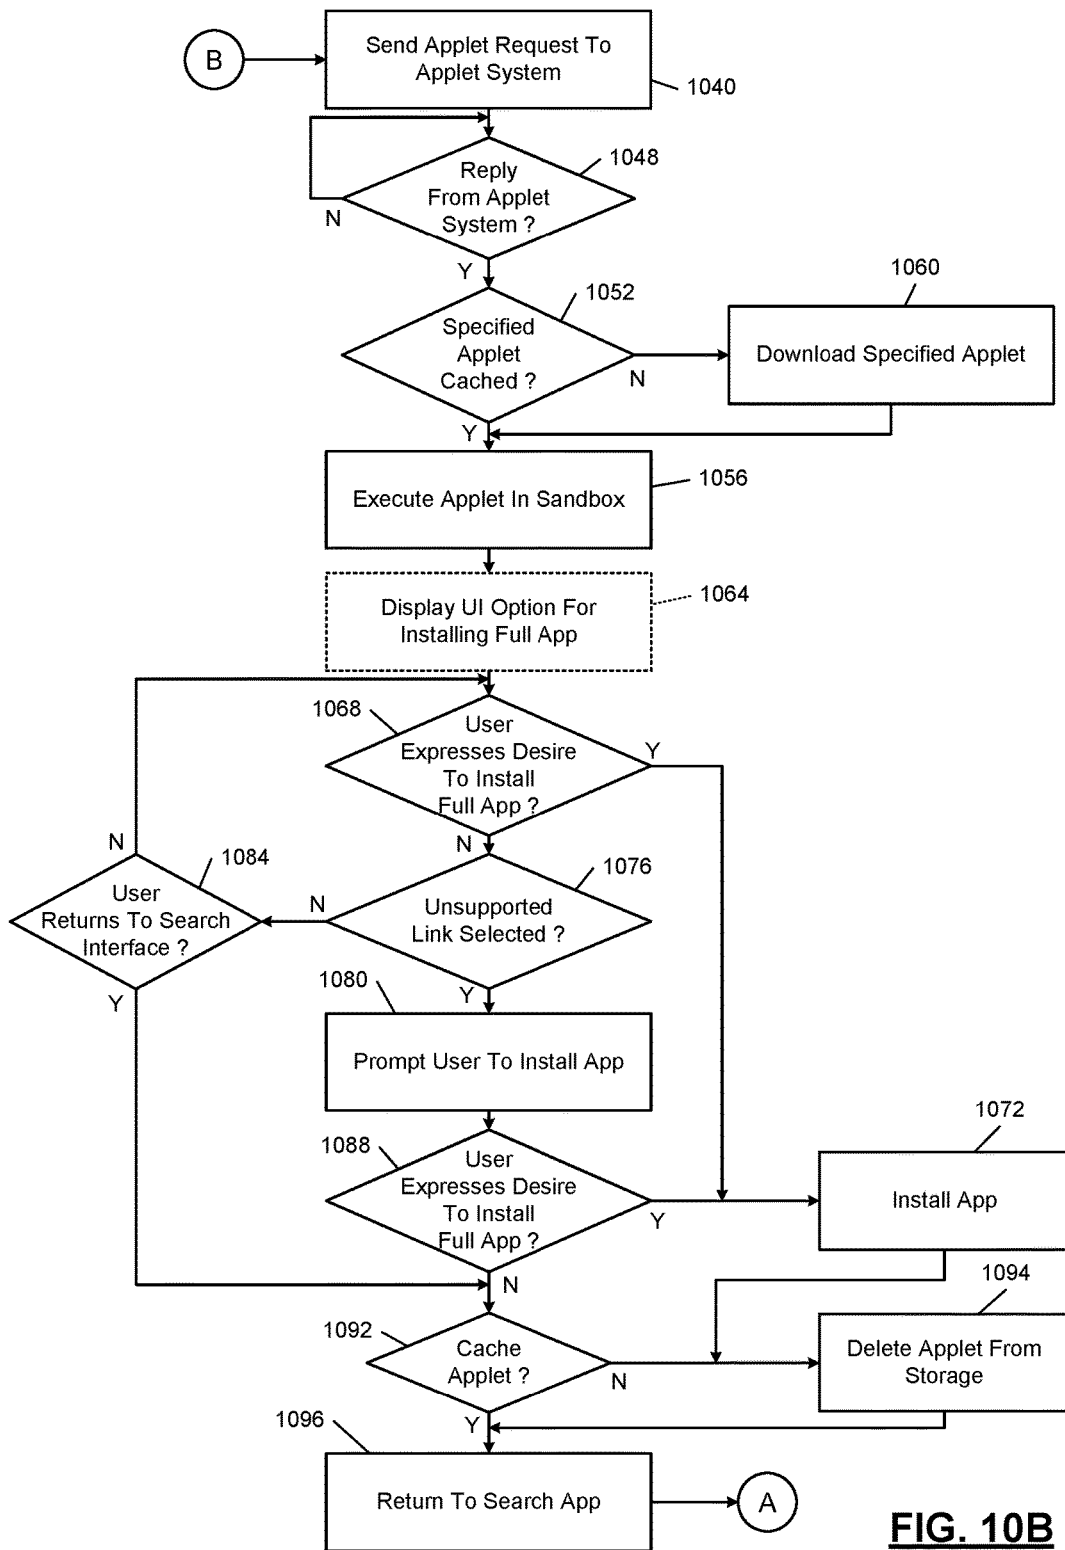 B
Send Applet Request To
Applet System
1040
Reply
From Applet
System ?
1048
N
Y
Specified
Applet
Cached ?
1052
N
1060
Download Specified Applet
Y
Execute Applet In Sandbox
1056
Display UI Option For
Installing Full App
1064
1068
User
Expresses Desire
To Install
Full App ?
Y
N
N
1084
User
Returns To Search
Interface ?
N
1076
Unsupported
Link Selected ?
Y
Y
1080
Prompt User To Install App
1088
User
Expresses Desire
To Install
Full App ?
Y
1072
Install App
N
1092
Cache
Applet ?
N
1094
Delete Applet From
Storage
Y
1096
Return To Search App
A
FIG. 10B